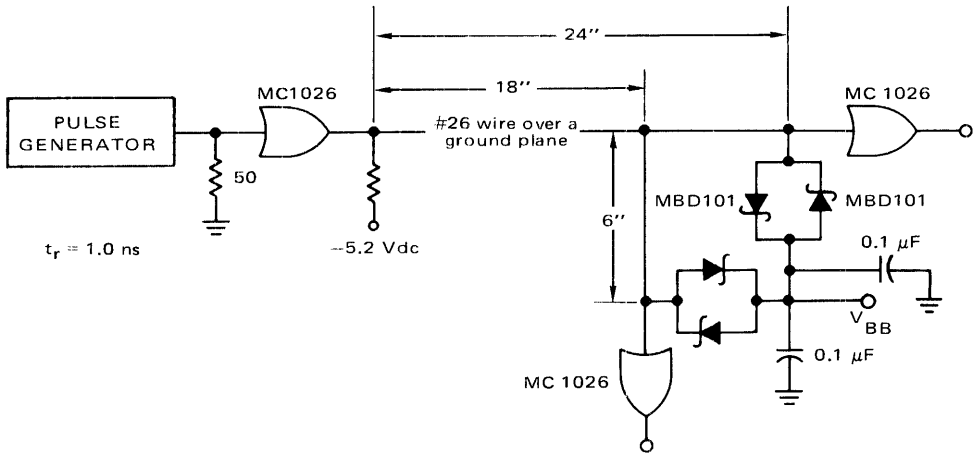 24"
18"
MC1026
MC 1026
PULSE
GENERATOR
#26 wire over a
ground plane
50
MBD101
MBD101
6"
t_r = 1.0 ns
−5.2 Vdc
0.1 μF
V_BB
0.1 μF
MC 1026